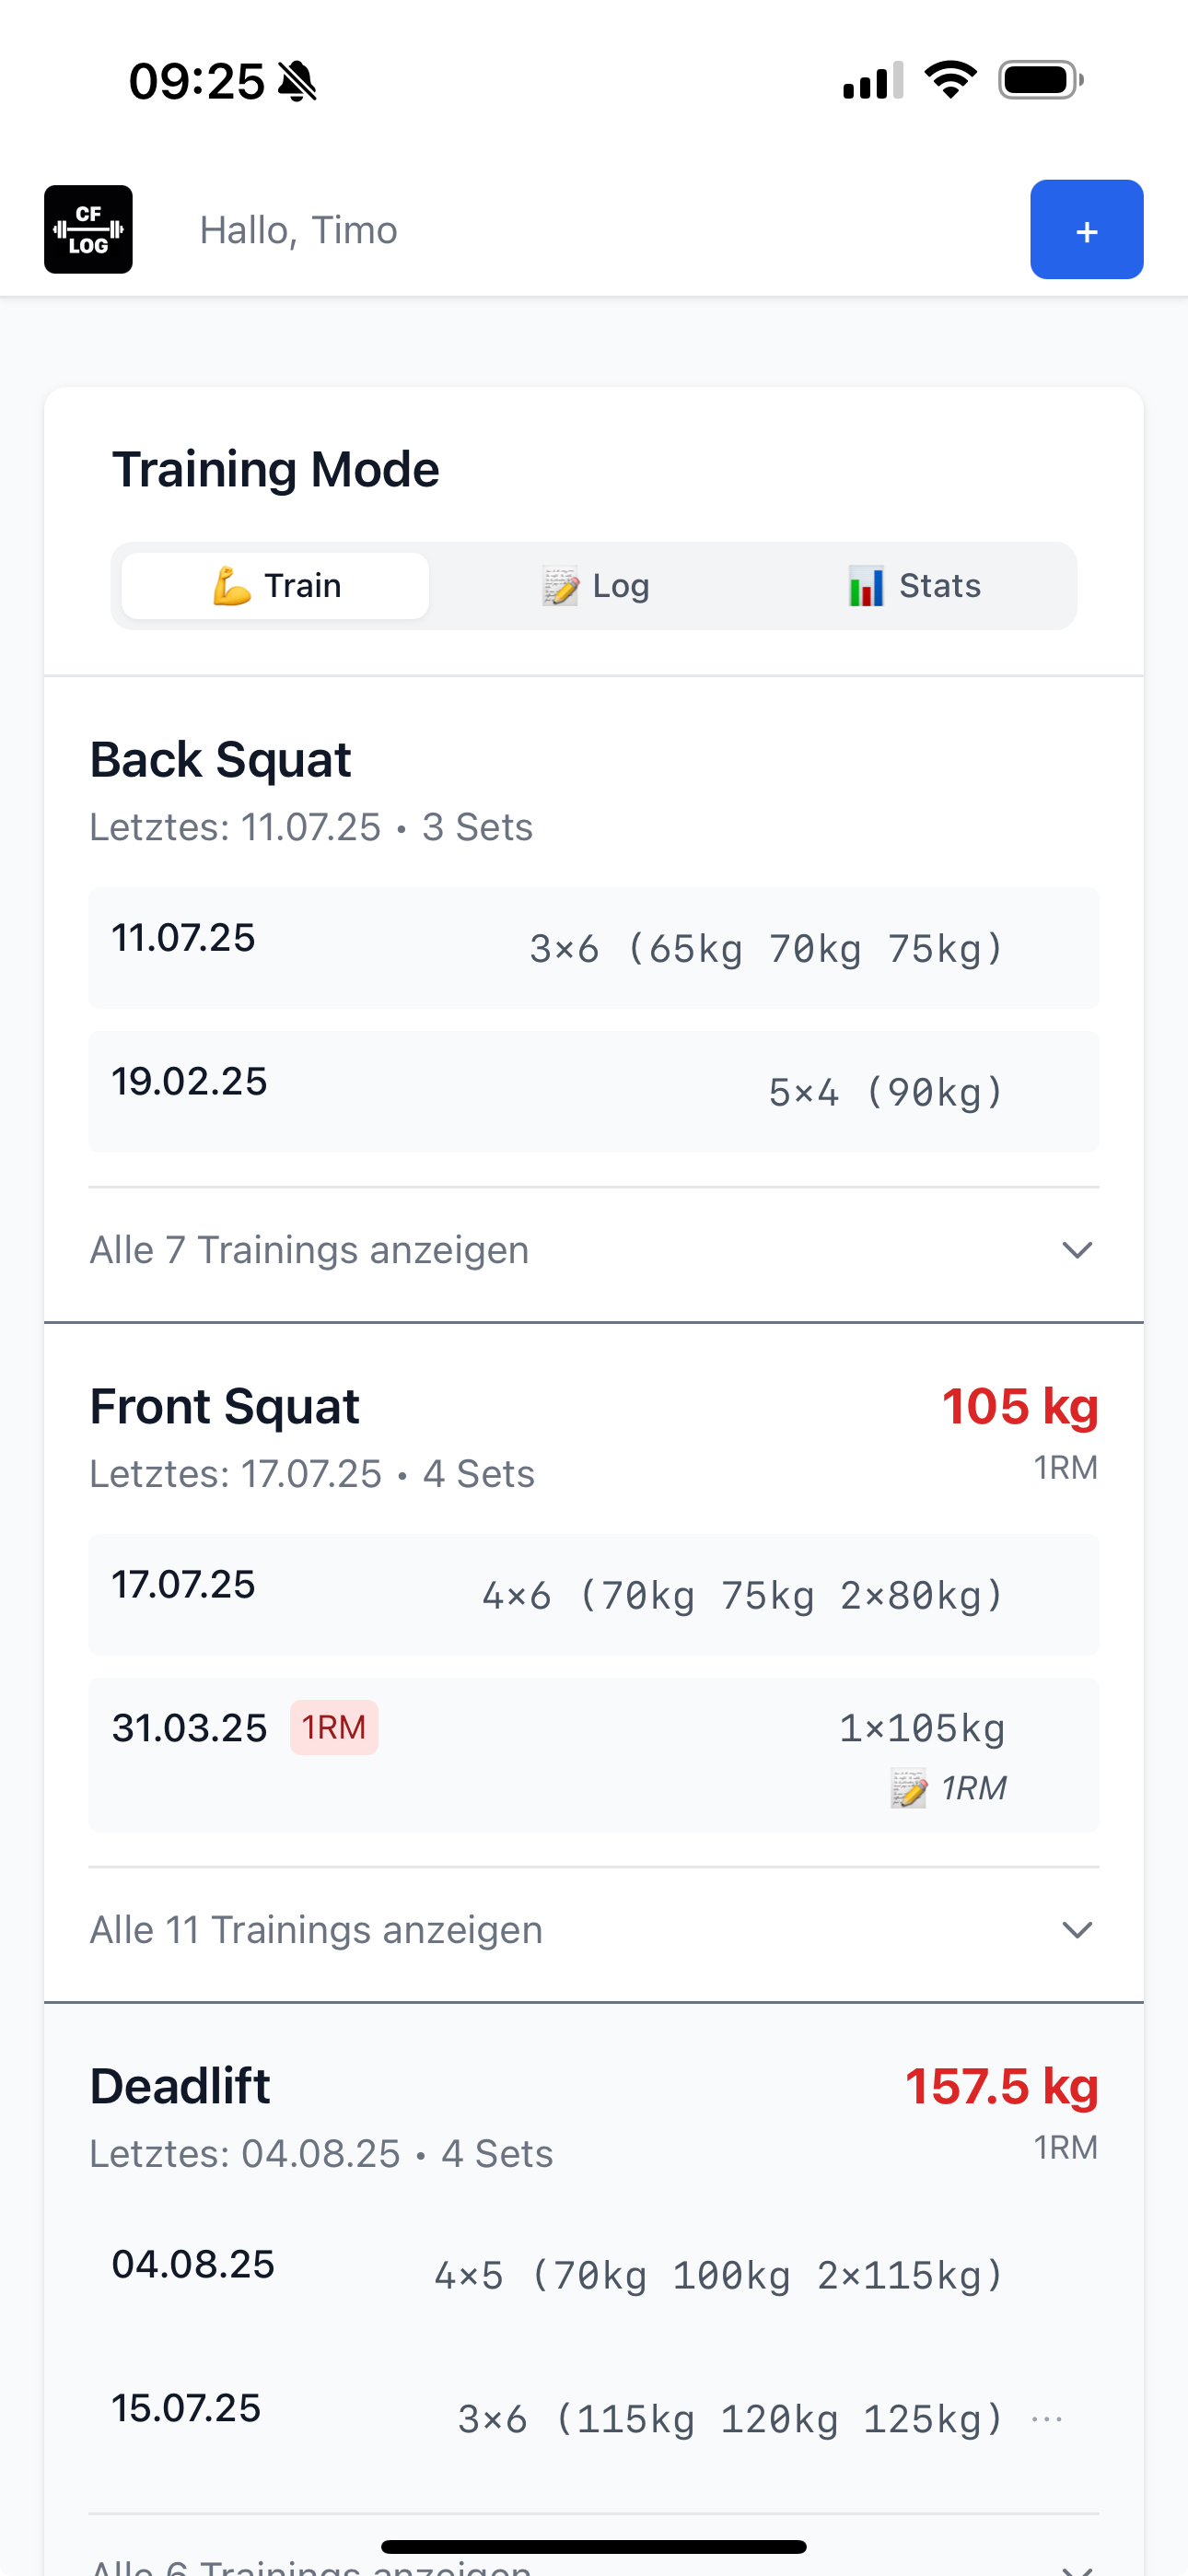 09:25
CF
LOG
Hallo, Timo
+
Training Mode
💪 Train
📝 Log
📊 Stats
Back Squat
Letztes: 11.07.25 • 3 Sets
11.07.25 3×6 (65kg 70kg 75kg)
19.02.25 5×4 (90kg)
Alle 7 Trainings anzeigen
Front Squat 105 kg
Letztes: 17.07.25 • 4 Sets 1RM
17.07.25 4×6 (70kg 75kg 2×80kg)
31.03.25 1RM 1×105kg
📝 1RM
Alle 11 Trainings anzeigen
Deadlift 157.5 kg
Letztes: 04.08.25 • 4 Sets 1RM
04.08.25 4×5 (70kg 100kg 2×115kg)
15.07.25 3×6 (115kg 120kg 125kg) ...
Alle 6 Trainings anzeigen